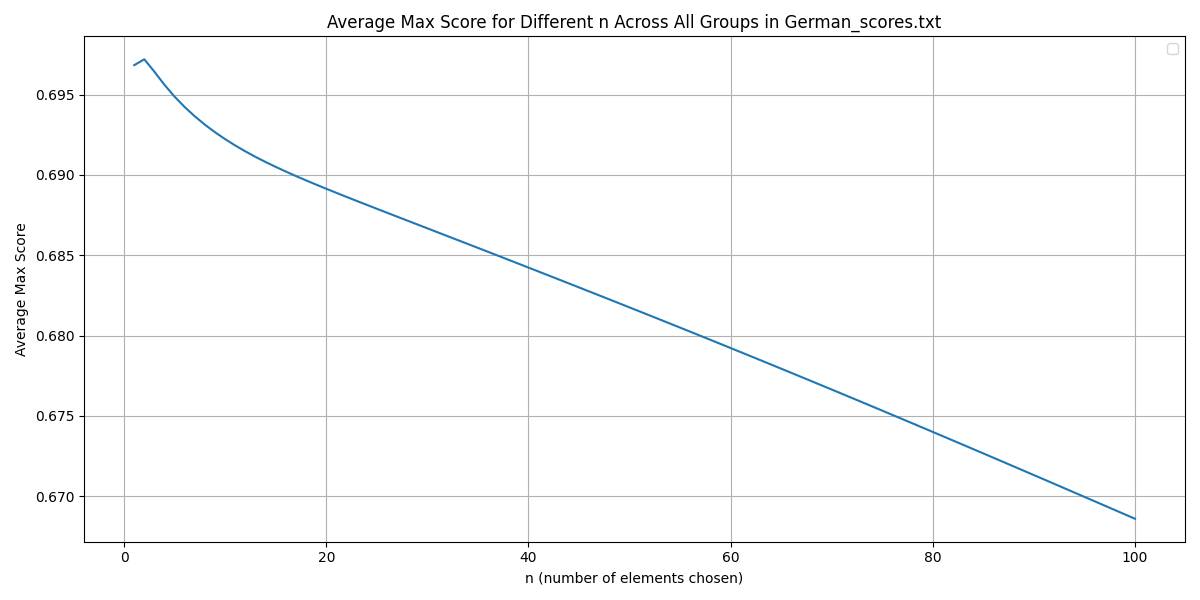 Average Max Score for Different n Across All Groups in German_scores.txt
Average Max Score
0.695
0.690
0.685
0.680
0.675
0.670
0 20 40 60 80 100
n (number of elements chosen)